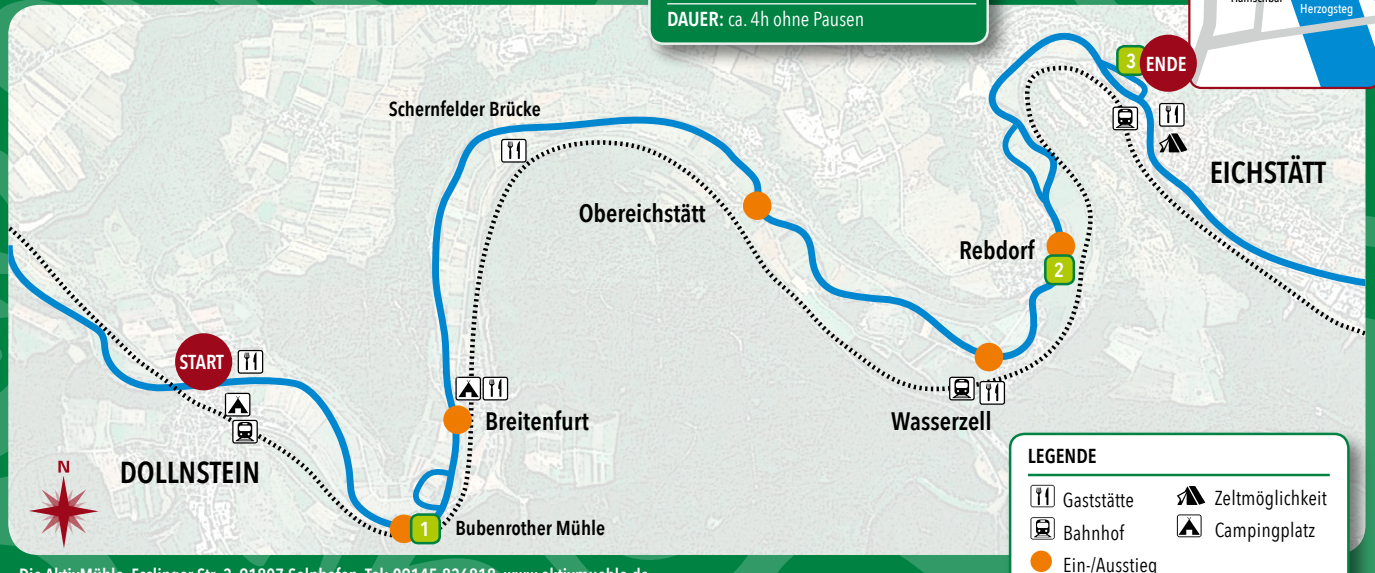 DAUER: ca. 4h ohne Pausen
Herzogsteg
3
ENDE
Schernfelder Brücke
EICHSTÄTT
Obereichstätt
Rebdorf
2
START
Breitenfurt
Wasserzell
DOLLNSTEIN
N
1
Bubenrother Mühle
LEGENDE
Gaststätte
Zeltmöglichkeit
Bahnhof
Campingplatz
Ein-/Ausstieg